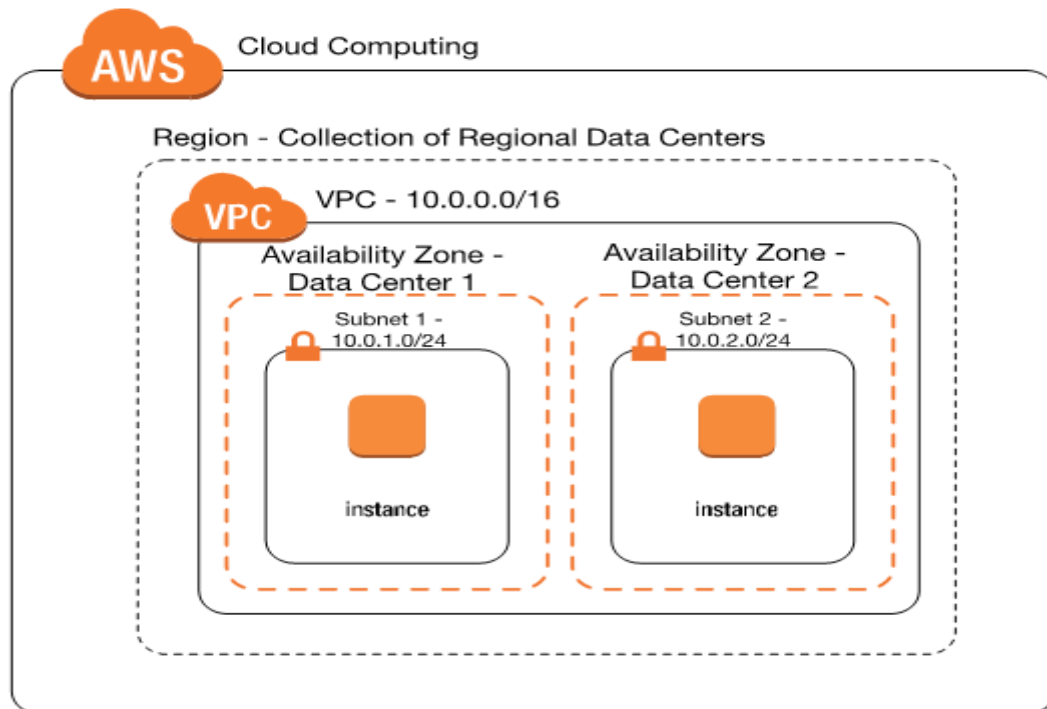 AWS
Cloud Computing
Region - Collection of Regional Data Centers
VPC
VPC - 10.0.0.0/16
Availability Zone -
Data Center 1
Subnet 1 -
10.0.1.0/24
instance
Availability Zone -
Data Center 2
Subnet 2 -
10.0.2.0/24
instance